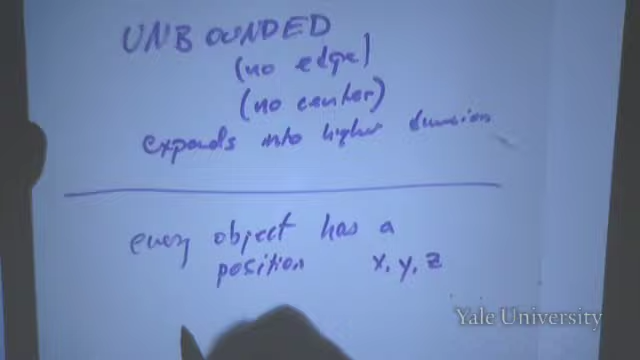 UNBOUNDED
(no edge)
(no center)
expands into higher dimension
every object has a
position x, y, z
Yale University